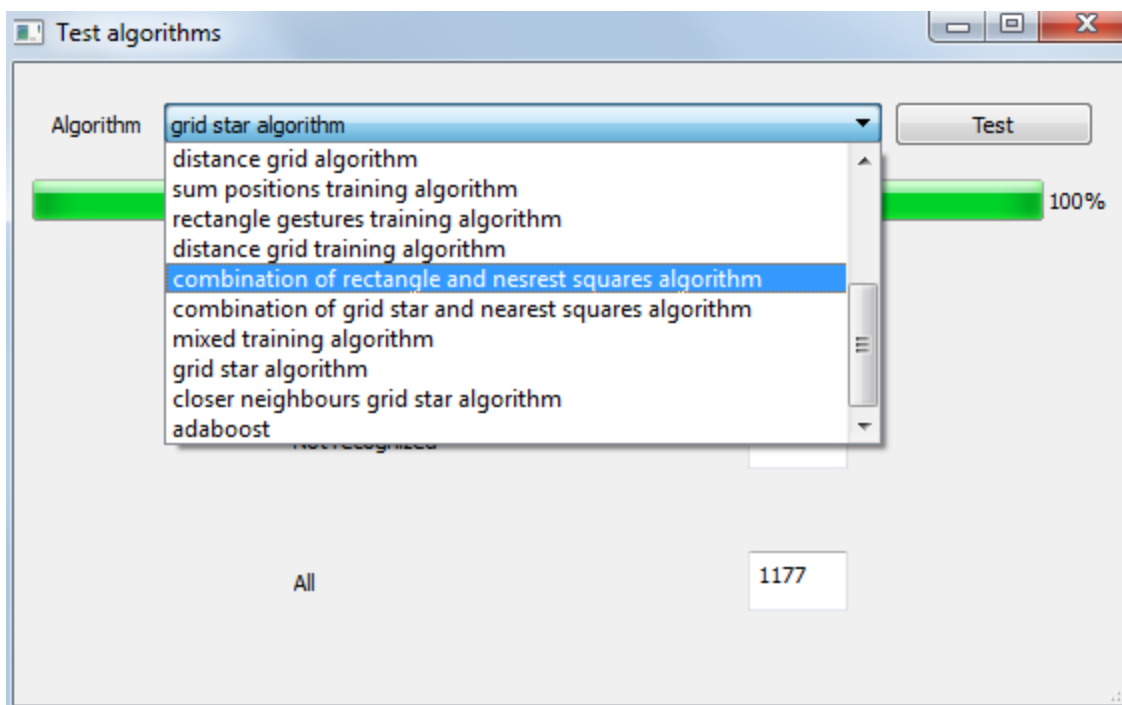 Test algorithms
Algorithm grid star algorithm Test
distance grid algorithm
sum positions training algorithm
rectangle gestures training algorithm
100%
distance grid training algorithm
combination of rectangle and nesrest squares algorithm
combination of grid star and nearest squares algorithm
mixed training algorithm
grid star algorithm
closer neighbours grid star algorithm
adaboost
Not recognized
All 1177